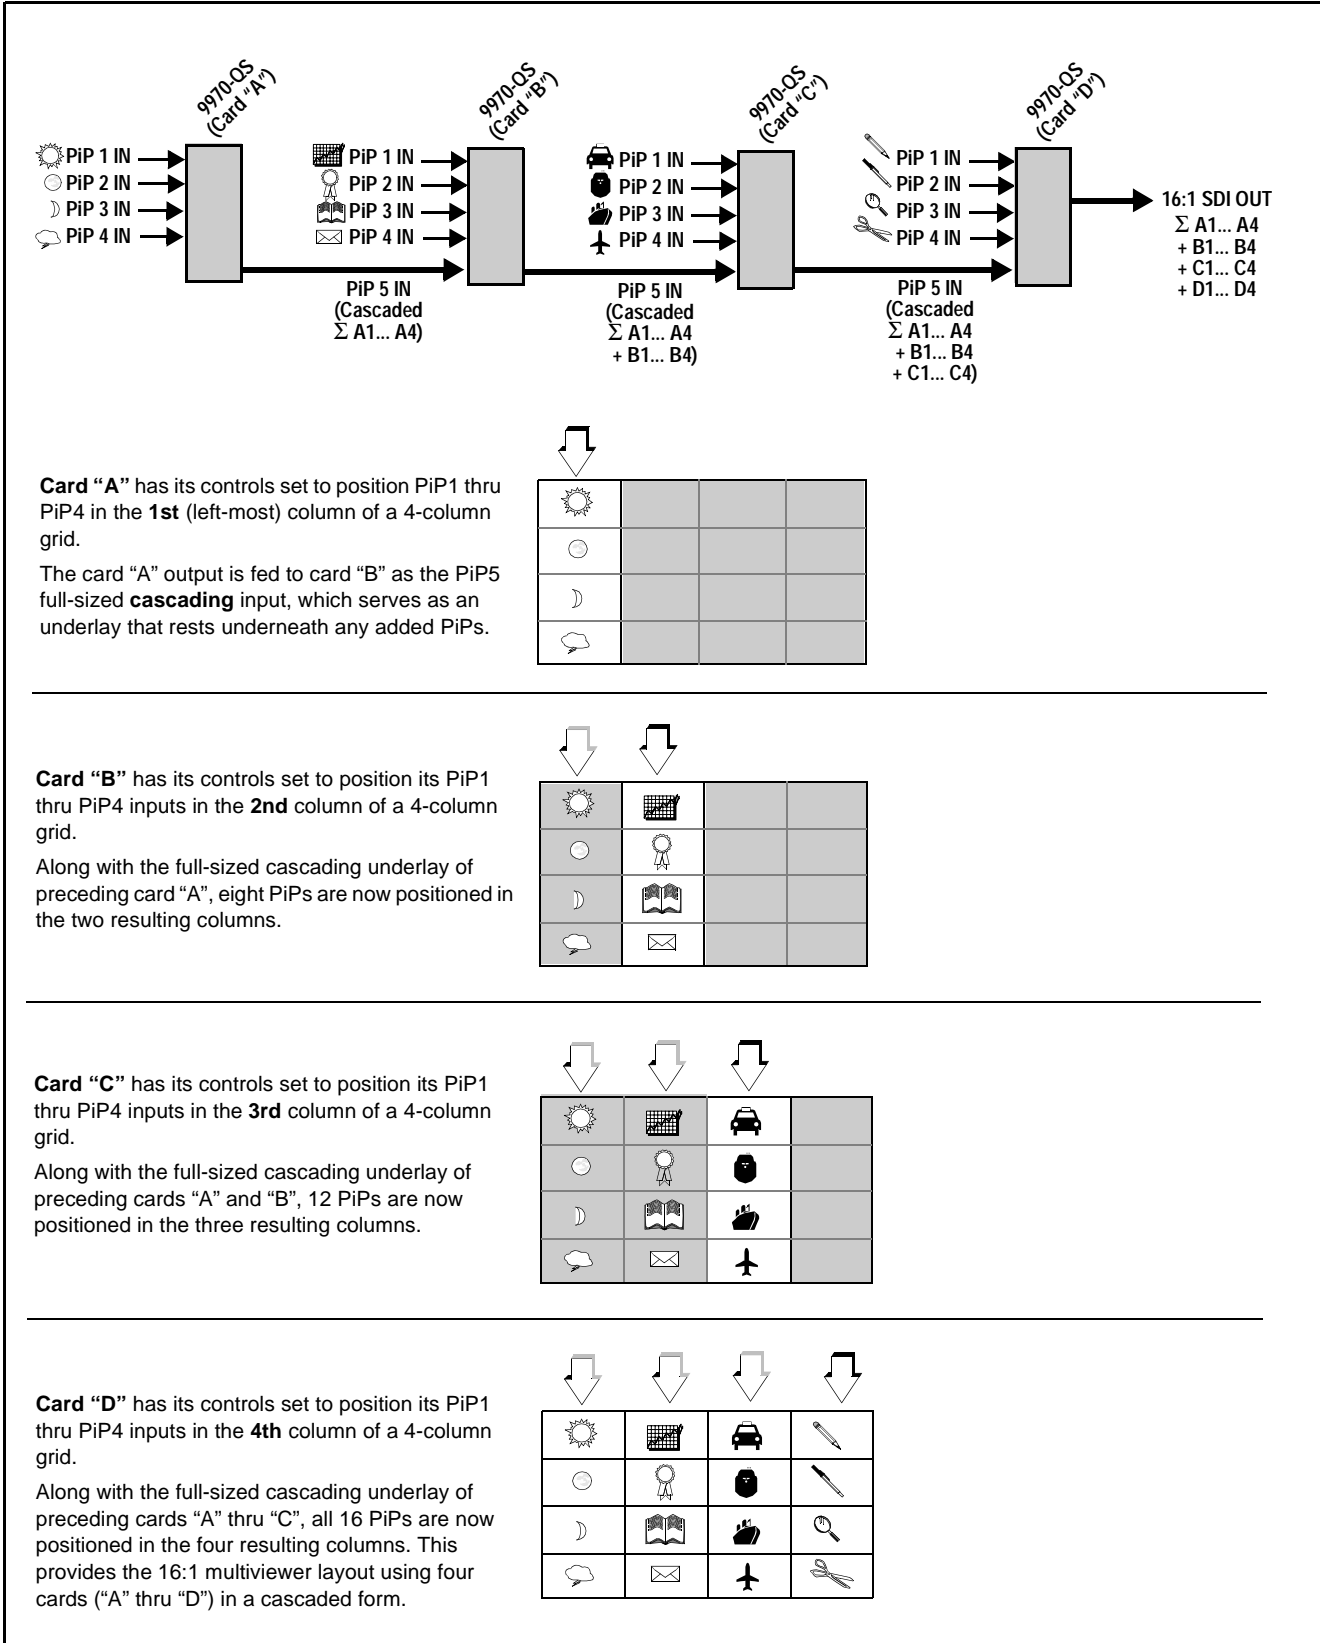 9970-QS
(Card "A")
9970-QS
(Card "B")
9970-QS
(Card "C")
9970-QS
(Card "D")
PiP 1 IN
PiP 2 IN
PiP 3 IN
PiP 4 IN
PiP 1 IN
PiP 2 IN
PiP 3 IN
PiP 4 IN
PiP 1 IN
PiP 2 IN
PiP 3 IN
PiP 4 IN
PiP 1 IN
PiP 2 IN
PiP 3 IN
PiP 4 IN
16:1 SDI OUT
Σ A1... A4
+ B1... B4
+ C1... C4
+ D1... D4
PiP 5 IN
(Cascaded
Σ A1... A4)
PiP 5 IN
(Cascaded
Σ A1... A4
+ B1... B4)
PiP 5 IN
(Cascaded
Σ A1... A4
+ B1... B4
+ C1... C4)
Card “A” has its controls set to position PiP1 thru
PiP4 in the 1st (left-most) column of a 4-column
grid.
The card “A” output is fed to card “B” as the PiP5
full-sized cascading input, which serves as an
underlay that rests underneath any added PiPs.
Card “B” has its controls set to position its PiP1
thru PiP4 inputs in the 2nd column of a 4-column
grid.
Along with the full-sized cascading underlay of
preceding card “A”, eight PiPs are now positioned in
the two resulting columns.
Card “C” has its controls set to position its PiP1
thru PiP4 inputs in the 3rd column of a 4-column
grid.
Along with the full-sized cascading underlay of
preceding cards “A” and “B”, 12 PiPs are now
positioned in the three resulting columns.
Card “D” has its controls set to position its PiP1
thru PiP4 inputs in the 4th column of a 4-column
grid.
Along with the full-sized cascading underlay of
preceding cards “A” thru “C”, all 16 PiPs are now
positioned in the four resulting columns. This
provides the 16:1 multiviewer layout using four
cards (“A” thru “D”) in a cascaded form.